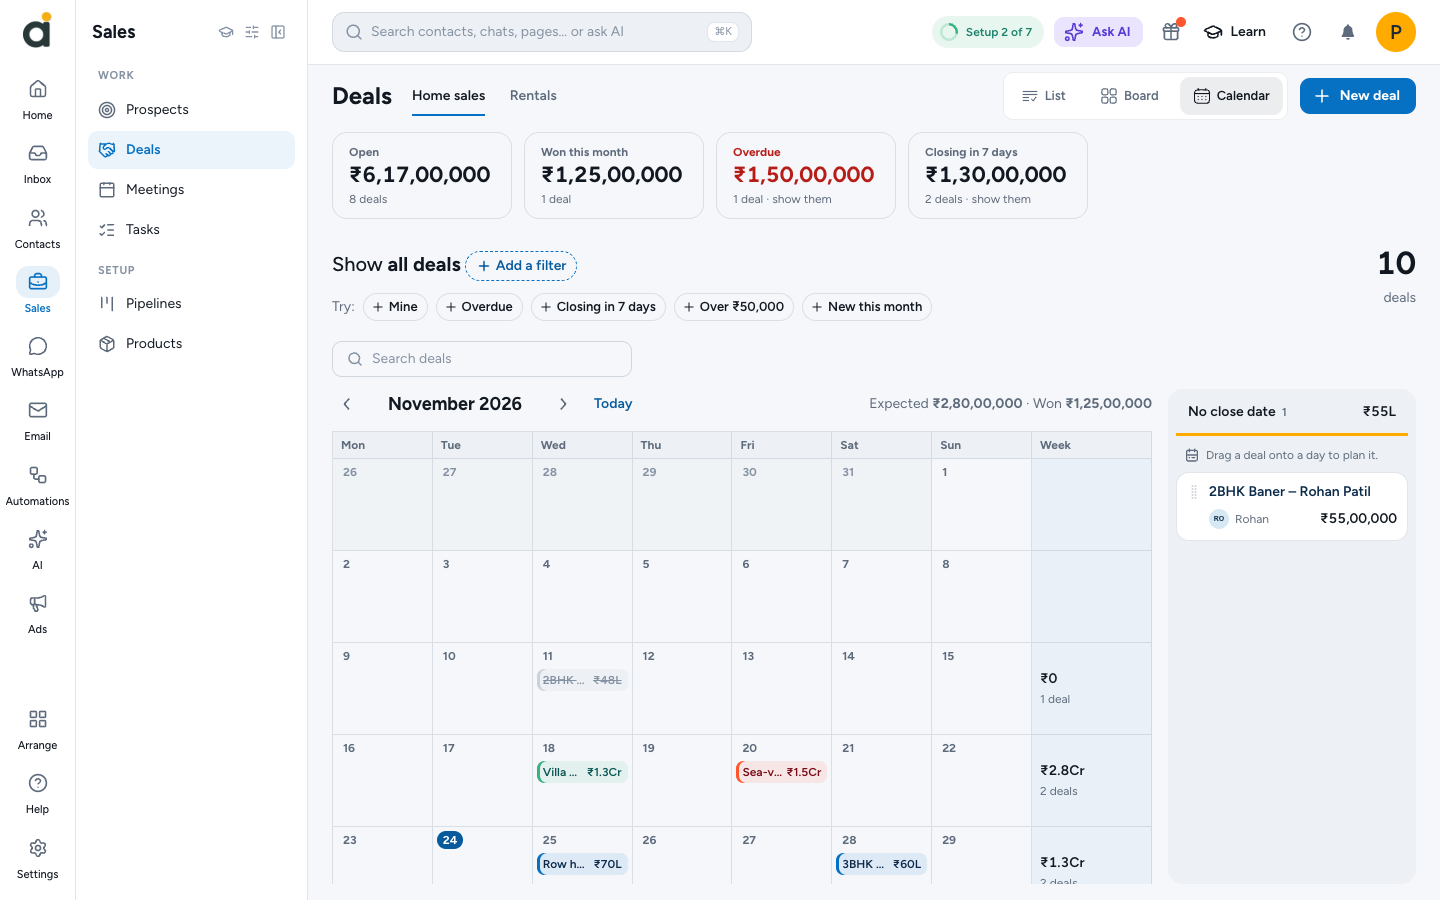 Sales
Search contacts, chats, pages... or ask AI
⌘K
Setup 2 of 7
Ask AI
Learn
P
Home
Inbox
Contacts
Sales
WhatsApp
Email
Automations
AI
Ads
Arrange
Help
Settings
WORK
Prospects
Deals
Meetings
Tasks
SETUP
Pipelines
Products
Deals
Home sales
Rentals
List
Board
Calendar
New deal
Open
₹6,17,00,000
8 deals
Won this month
₹1,25,00,000
1 deal
Overdue
₹1,50,00,000
1 deal · show them
Closing in 7 days
₹1,30,00,000
2 deals · show them
Show all deals
Add a filter
10
deals
Try:
Mine
Overdue
Closing in 7 days
Over ₹50,000
New this month
Search deals
November 2026
Today
Expected ₹2,80,00,000 · Won ₹1,25,00,000
Mon Tue Wed Thu Fri Sat Sun Week
26 27 28 29 30 31 1
2 3 4 5 6 7 8
9 10 11 12 13 14 15
2BHK ... ₹48L
₹0
1 deal
16 17 18 19 20 21 22
Villa ... ₹1.3Cr
Sea-v... ₹1.5Cr
₹2.8Cr
2 deals
23 24 25 26 27 28 29
Row h... ₹70L
3BHK ... ₹60L
₹1.3Cr
2 deals
No close date 1
₹55L
Drag a deal onto a day to plan it.
2BHK Baner – Rohan Patil
RO
Rohan
₹55,00,000